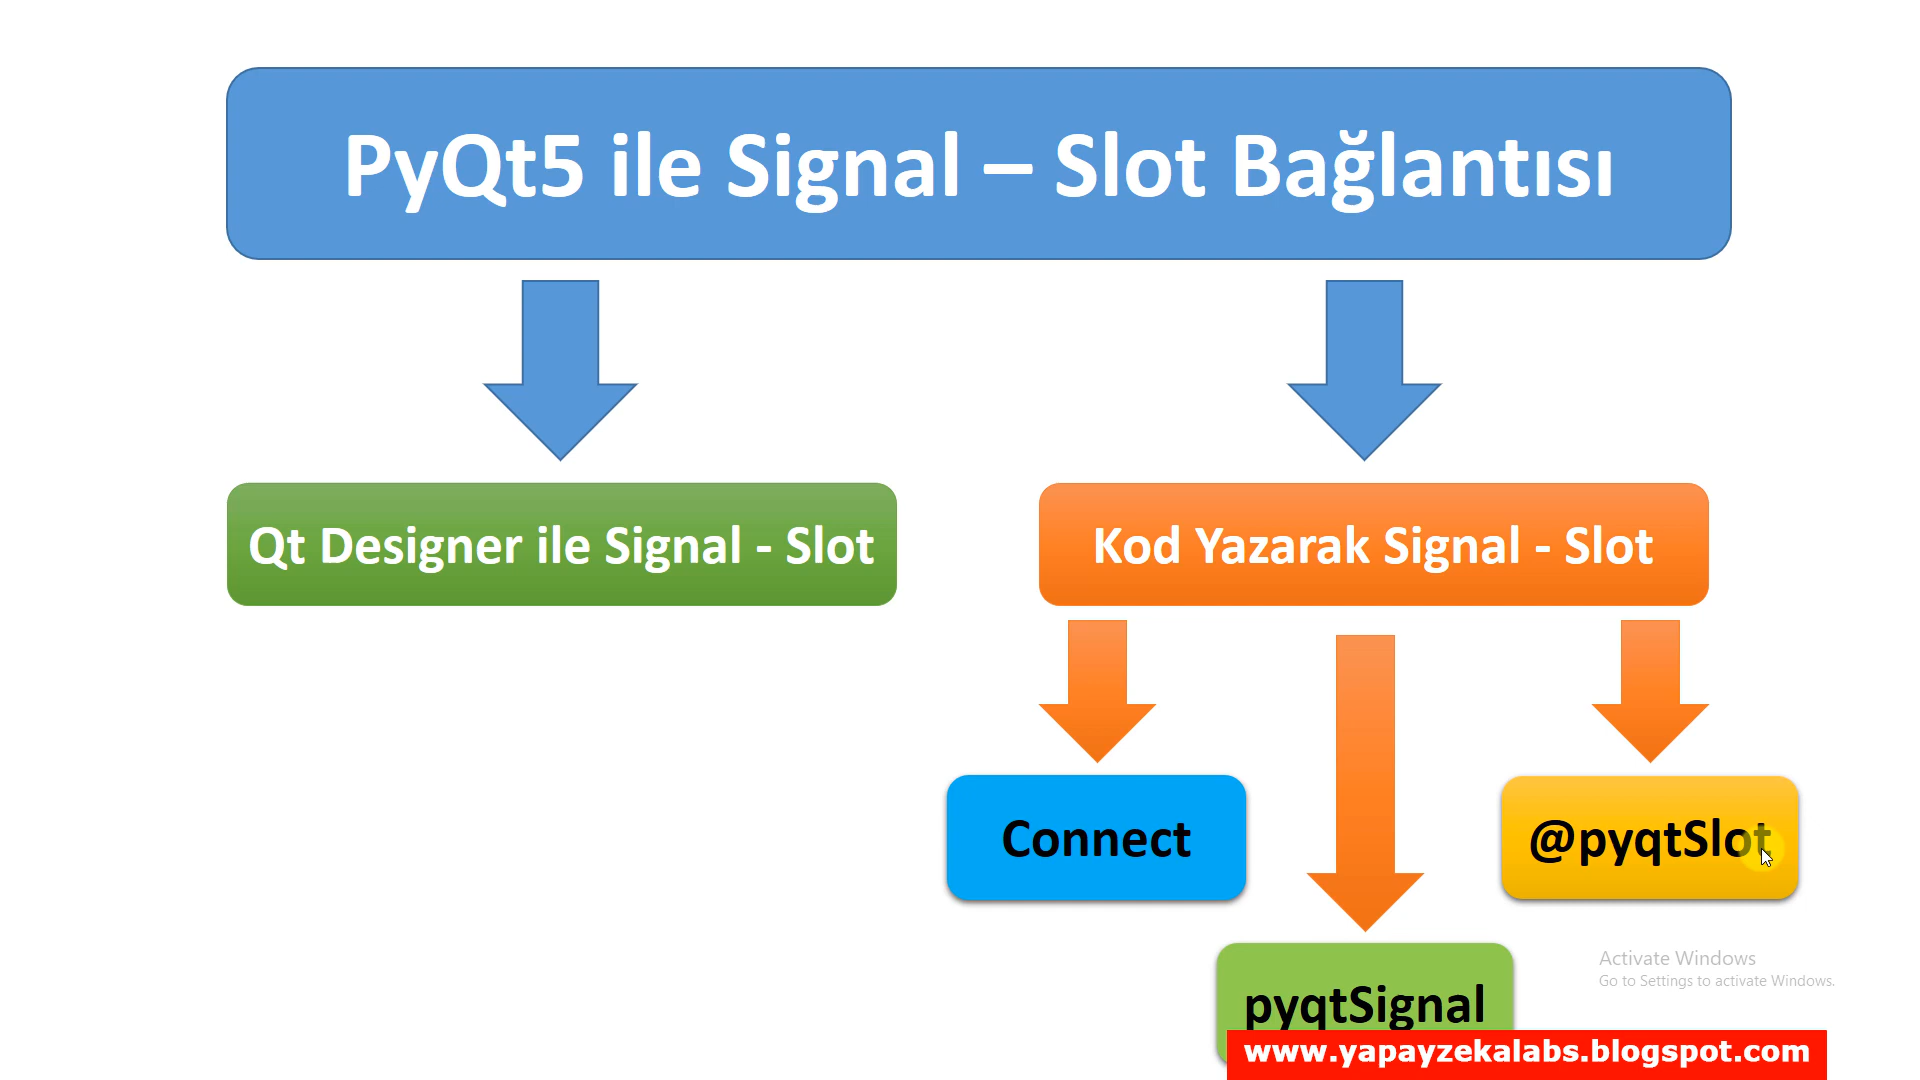 PyQt5 ile Signal – Slot Bağlantısı
Qt Designer ile Signal - Slot
Kod Yazarak Signal - Slot
Connect
@pyqtSlot
pyqtSignal
Activate Windows
Go to Settings to activate Windows.
www.yapayzekalabs.blogspot.com